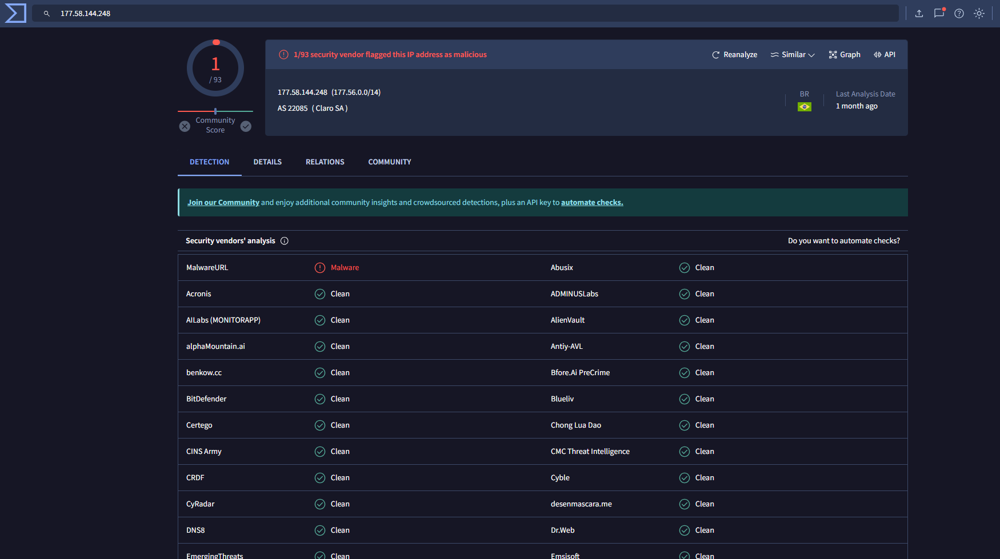 177.58.144.248
1
/ 93
Community
Score
1/93 security vendor flagged this IP address as malicious
Reanalyze
Similar
Graph
API
177.58.144.248 (177.56.0.0/14)
AS 22085 ( Claro SA )
BR
Last Analysis Date
1 month ago
DETECTION
DETAILS
RELATIONS
COMMUNITY
Join our Community and enjoy additional community insights and crowdsourced detections, plus an API key to automate checks.
Security vendors' analysis
Do you want to automate checks?
MalwareURL Malware Abusix Clean
Acronis Clean ADMINUSLabs Clean
AILabs (MONITORAPP) Clean AlienVault Clean
alphaMountain.ai Clean Antiy-AVL Clean
benkow.cc Clean Bfore.Ai PreCrime Clean
BitDefender Clean Blueliv Clean
Certego Clean Chong Lua Dao Clean
CINS Army Clean CMC Threat Intelligence Clean
CRDF Clean Cyble Clean
CyRadar Clean desenmascara.me Clean
DNS8 Clean Dr.Web Clean
EmergingThreats Clean Emsisoft Clean